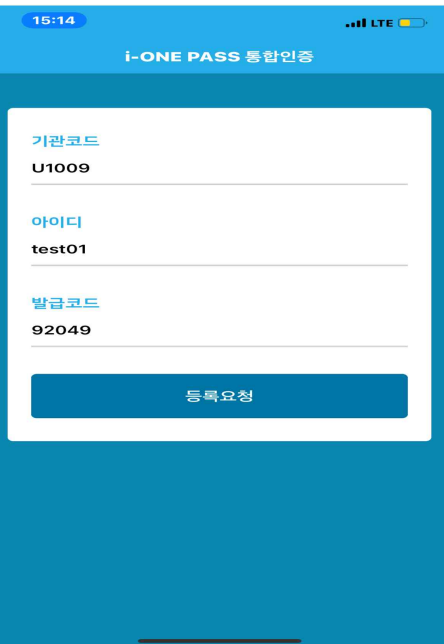 15:14
LTE
i-ONE PASS 통합인증
기관코드
U1009
아이디
test01
발급코드
92049
등록요청